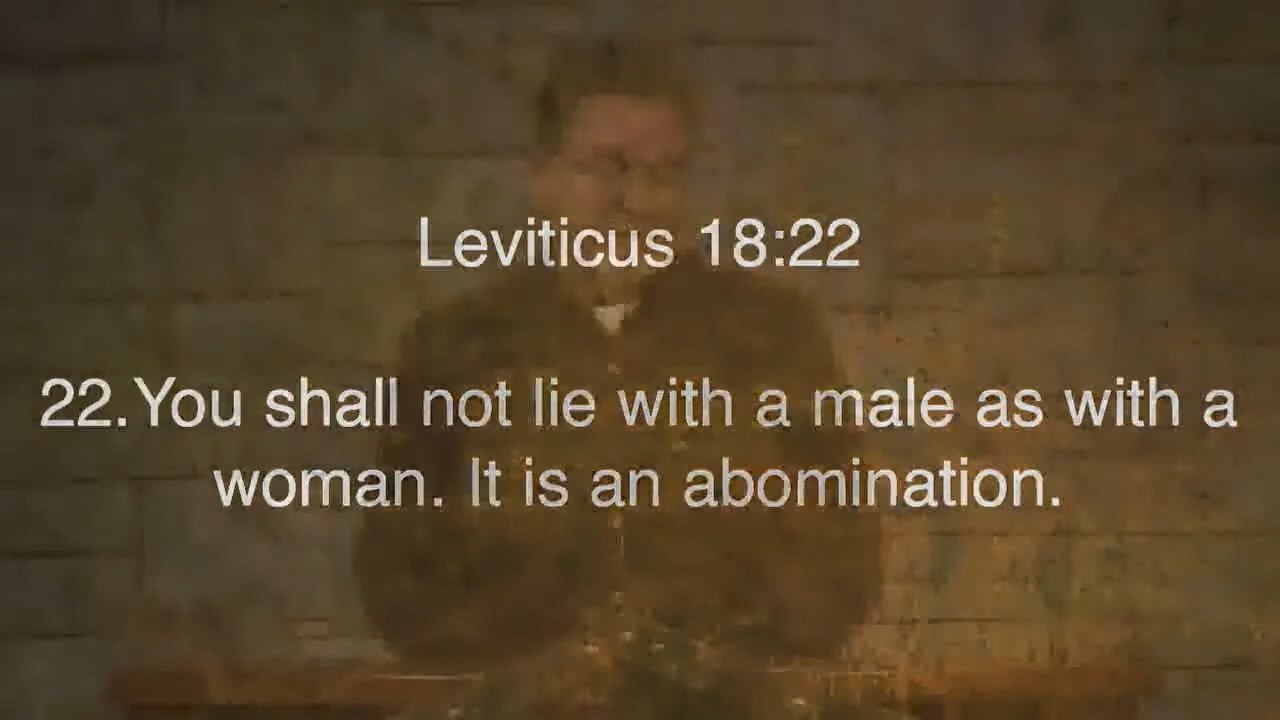 Leviticus 18:22
22.You shall not lie with a male as with a
woman. It is an abomination.